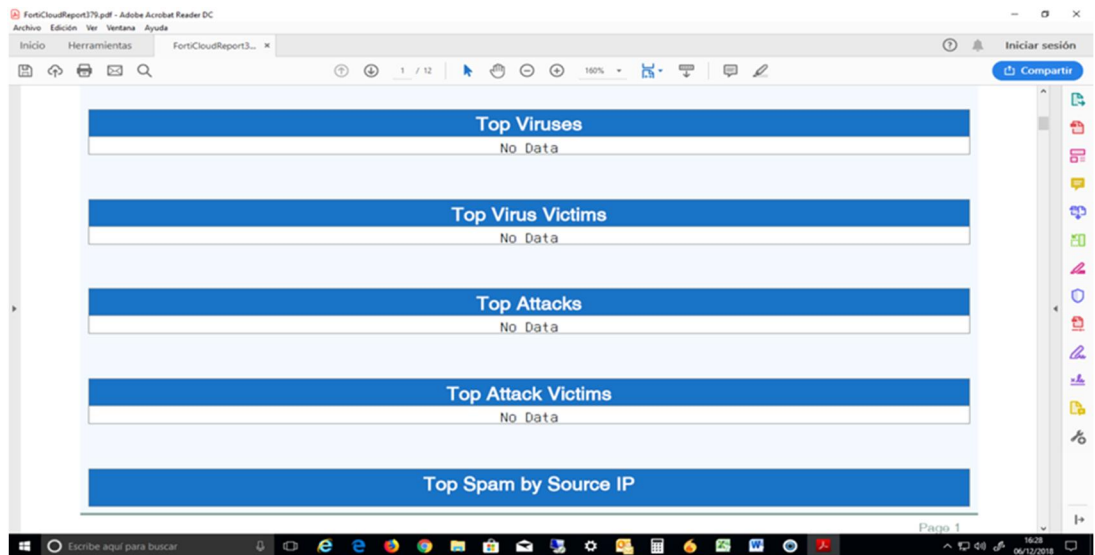 FortiCloudReport379.pdf - Adobe Acrobat Reader DC
Archivo Edición Ver Ventana Ayuda
Inicio Herramientas FortiCloudReport3... × Iniciar sesión
1 / 12 160% Compartir
Top Viruses
No Data
Top Virus Victims
No Data
Top Attacks
No Data
Top Attack Victims
No Data
Top Spam by Source IP
Page 1
Escribe aquí para buscar
16:28
06/12/2018